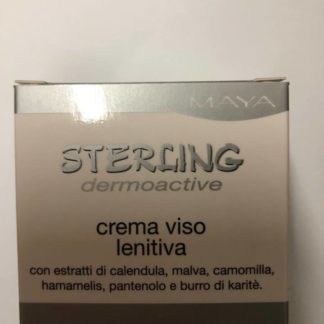 MAYA
STERLING
dermoactive
crema viso
lenitiva
con estratti di calendula, malva, camomilla,
hamamelis, pantenolo e burro di karitè.